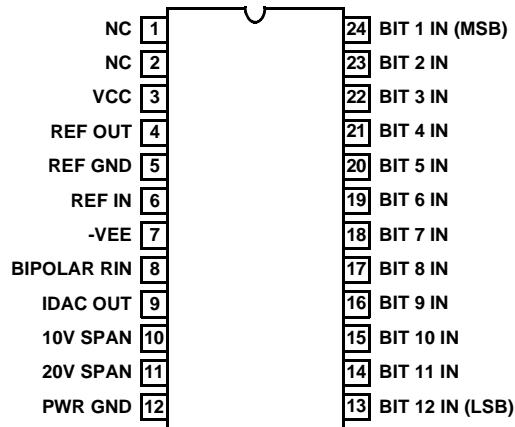 NC 1 24 BIT 1 IN (MSB)
NC 2 23 BIT 2 IN
VCC 3 22 BIT 3 IN
REF OUT 4 21 BIT 4 IN
REF GND 5 20 BIT 5 IN
REF IN 6 19 BIT 6 IN
-VEE 7 18 BIT 7 IN
BIPOLAR RIN 8 17 BIT 8 IN
IDAC OUT 9 16 BIT 9 IN
10V SPAN 10 15 BIT 10 IN
20V SPAN 11 14 BIT 11 IN
PWR GND 12 13 BIT 12 IN (LSB)